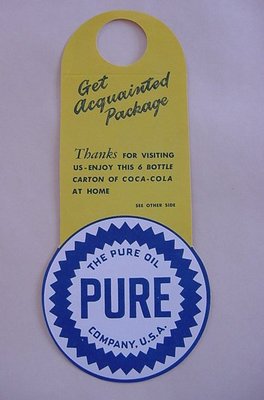 Get
Acquainted
Package
Thanks FOR VISITING
US-ENJOY THIS 6 BOTTLE
CARTON OF COCA-COLA
AT HOME
SEE OTHER SIDE
THE PURE OIL
PURE
COMPANY, U.S.A.